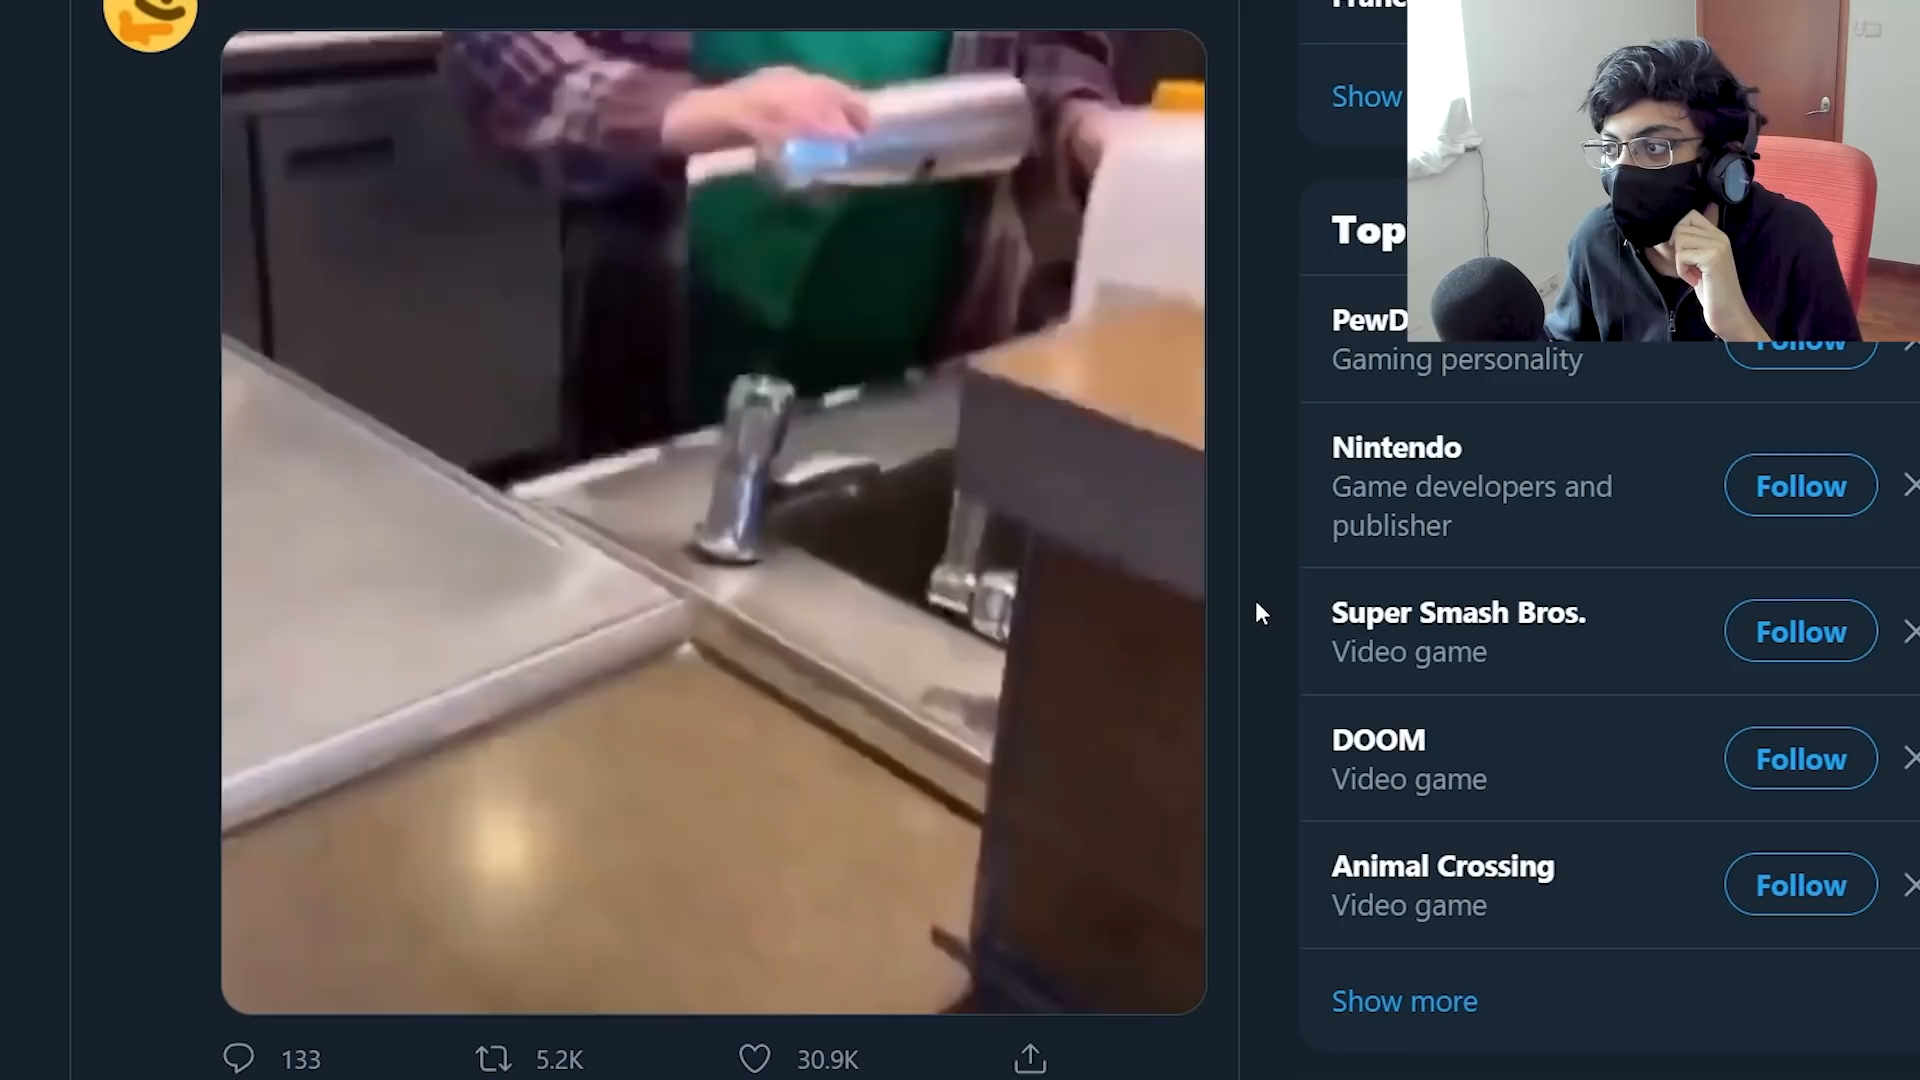 Show
Top
PewD
Gaming personality
Follow
Nintendo
Game developers and
publisher
Follow
Super Smash Bros.
Video game
Follow
DOOM
Video game
Follow
Animal Crossing
Video game
Follow
Show more
133
5.2K
30.9K